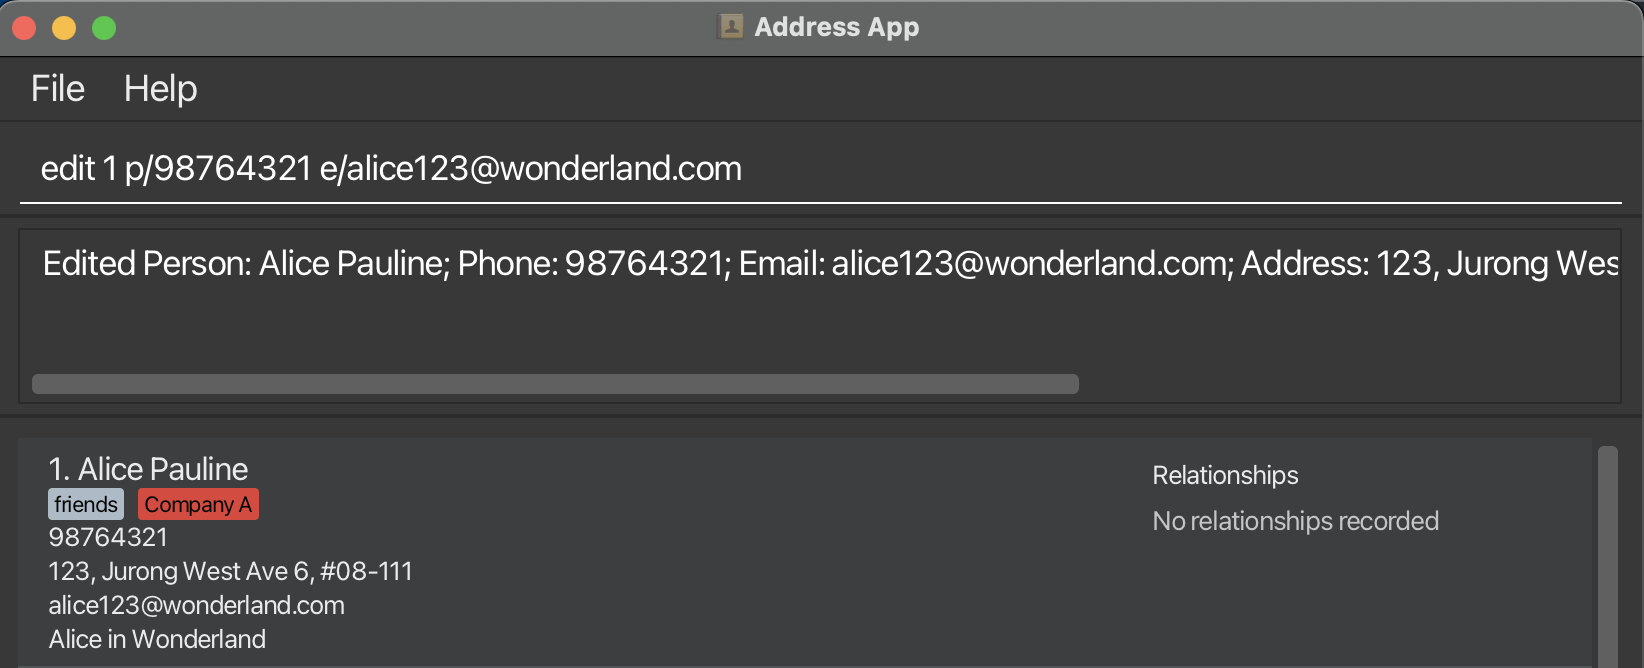 Address App
File Help
edit 1 p/98764321 e/alice123@wonderland.com
Edited Person: Alice Pauline; Phone: 98764321; Email: alice123@wonderland.com; Address: 123, Jurong Wes
1. Alice Pauline
friends Company A
98764321
123, Jurong West Ave 6, #08-111
alice123@wonderland.com
Alice in Wonderland
Relationships
No relationships recorded